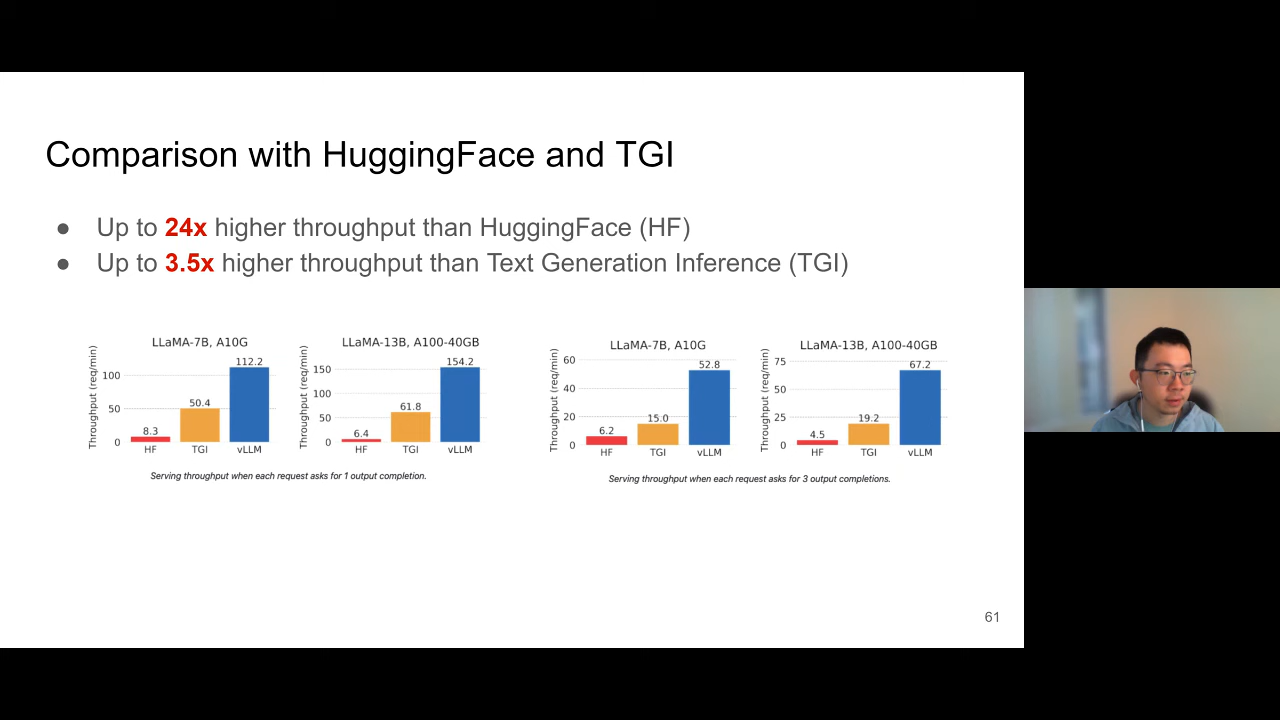 Comparison with HuggingFace and TGI
● Up to 24x higher throughput than HuggingFace (HF)
● Up to 3.5x higher throughput than Text Generation Inference (TGI)
LLaMA-7B, A10G
Throughput (req/min)
100
50
0
8.3
50.4
112.2
HF TGI vLLM
LLaMA-13B, A100-40GB
Throughput (req/min)
150
100
50
0
6.4
61.8
154.2
HF TGI vLLM
Serving throughput when each request asks for 1 output completion.
LLaMA-7B, A10G
Throughput (req/min)
60
40
20
0
6.2
15.0
52.8
HF TGI vLLM
LLaMA-13B, A100-40GB
Throughput (req/min)
75
50
25
0
4.5
19.2
67.2
HF TGI vLLM
Serving throughput when each request asks for 3 output completions.
61